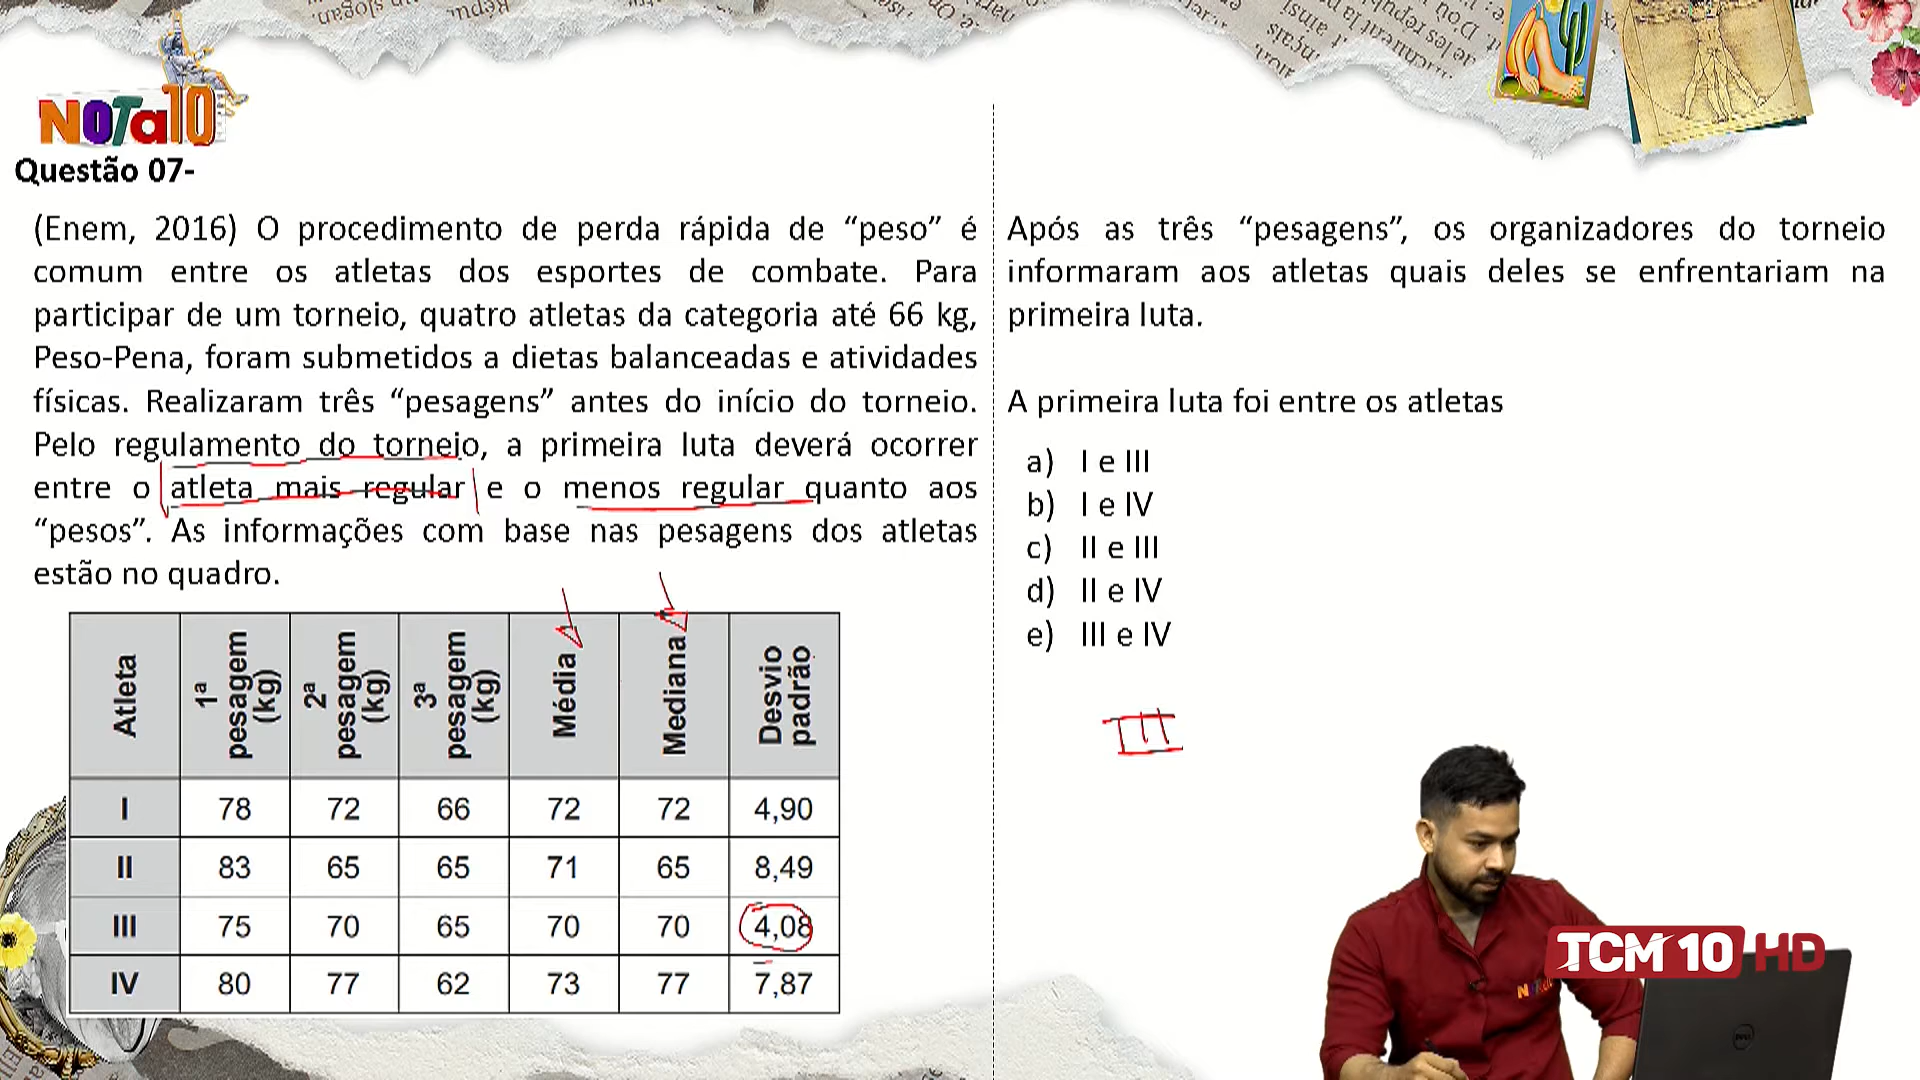 NOTa10
Questão 07-
(Enem, 2016) O procedimento de perda rápida de “peso” é
comum entre os atletas dos esportes de combate. Para
participar de um torneio, quatro atletas da categoria até 66 kg,
Peso-Pena, foram submetidos a dietas balanceadas e atividades
físicas. Realizaram três “pesagens” antes do início do torneio.
Pelo regulamento do torneio, a primeira luta deverá ocorrer
entre o atleta mais regular e o menos regular quanto aos
“pesos”. As informações com base nas pesagens dos atletas
estão no quadro.
Atleta 1ª pesagem (kg) 2ª pesagem (kg) 3ª pesagem (kg) Média Mediana Desvio padrão
I 78 72 66 72 72 4,90
II 83 65 65 71 65 8,49
III 75 70 65 70 70 4,08
IV 80 77 62 73 77 7,87
Após as três “pesagens”, os organizadores do torneio
informaram aos atletas quais deles se enfrentariam na
primeira luta.
A primeira luta foi entre os atletas
a) I e III
b) I e IV
c) II e III
d) II e IV
e) III e IV
III
TCM 10 HD